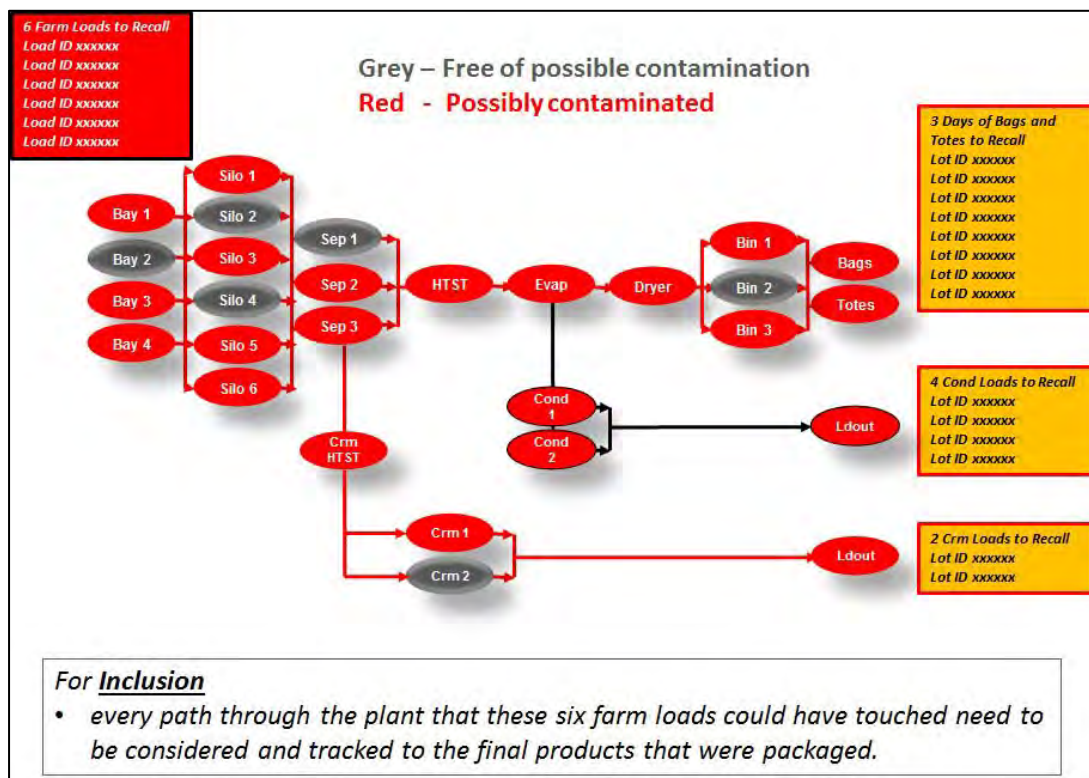 6 Farm Loads to Recall
Load ID xxxxxx
Load ID xxxxxx
Load ID xxxxxx
Load ID xxxxxx
Load ID xxxxxx
Load ID xxxxxx
Grey – Free of possible contamination
Red - Possibly contaminated
3 Days of Bags and
Totes to Recall
Lot ID xxxxxx
Lot ID xxxxxx
Lot ID xxxxxx
Lot ID xxxxxx
Lot ID xxxxxx
Lot ID xxxxxx
Lot ID xxxxxx
Lot ID xxxxxx
Bay 1
Bay 2
Bay 3
Bay 4
Silo 1
Silo 2
Silo 3
Silo 4
Silo 5
Silo 6
Sep 1
Sep 2
Sep 3
HTST
Evap
Dryer
Bin 1
Bin 2
Bin 3
Bags
Totes
Cond
1
Cond
2
Ldout
4 Cond Loads to Recall
Lot ID xxxxxx
Lot ID xxxxxx
Lot ID xxxxxx
Lot ID xxxxxx
Crm
HTST
Crm 1
Crm 2
Ldout
2 Crm Loads to Recall
Lot ID xxxxxx
Lot ID xxxxxx
For Inclusion
• every path through the plant that these six farm loads could have touched need to
be considered and tracked to the final products that were packaged.